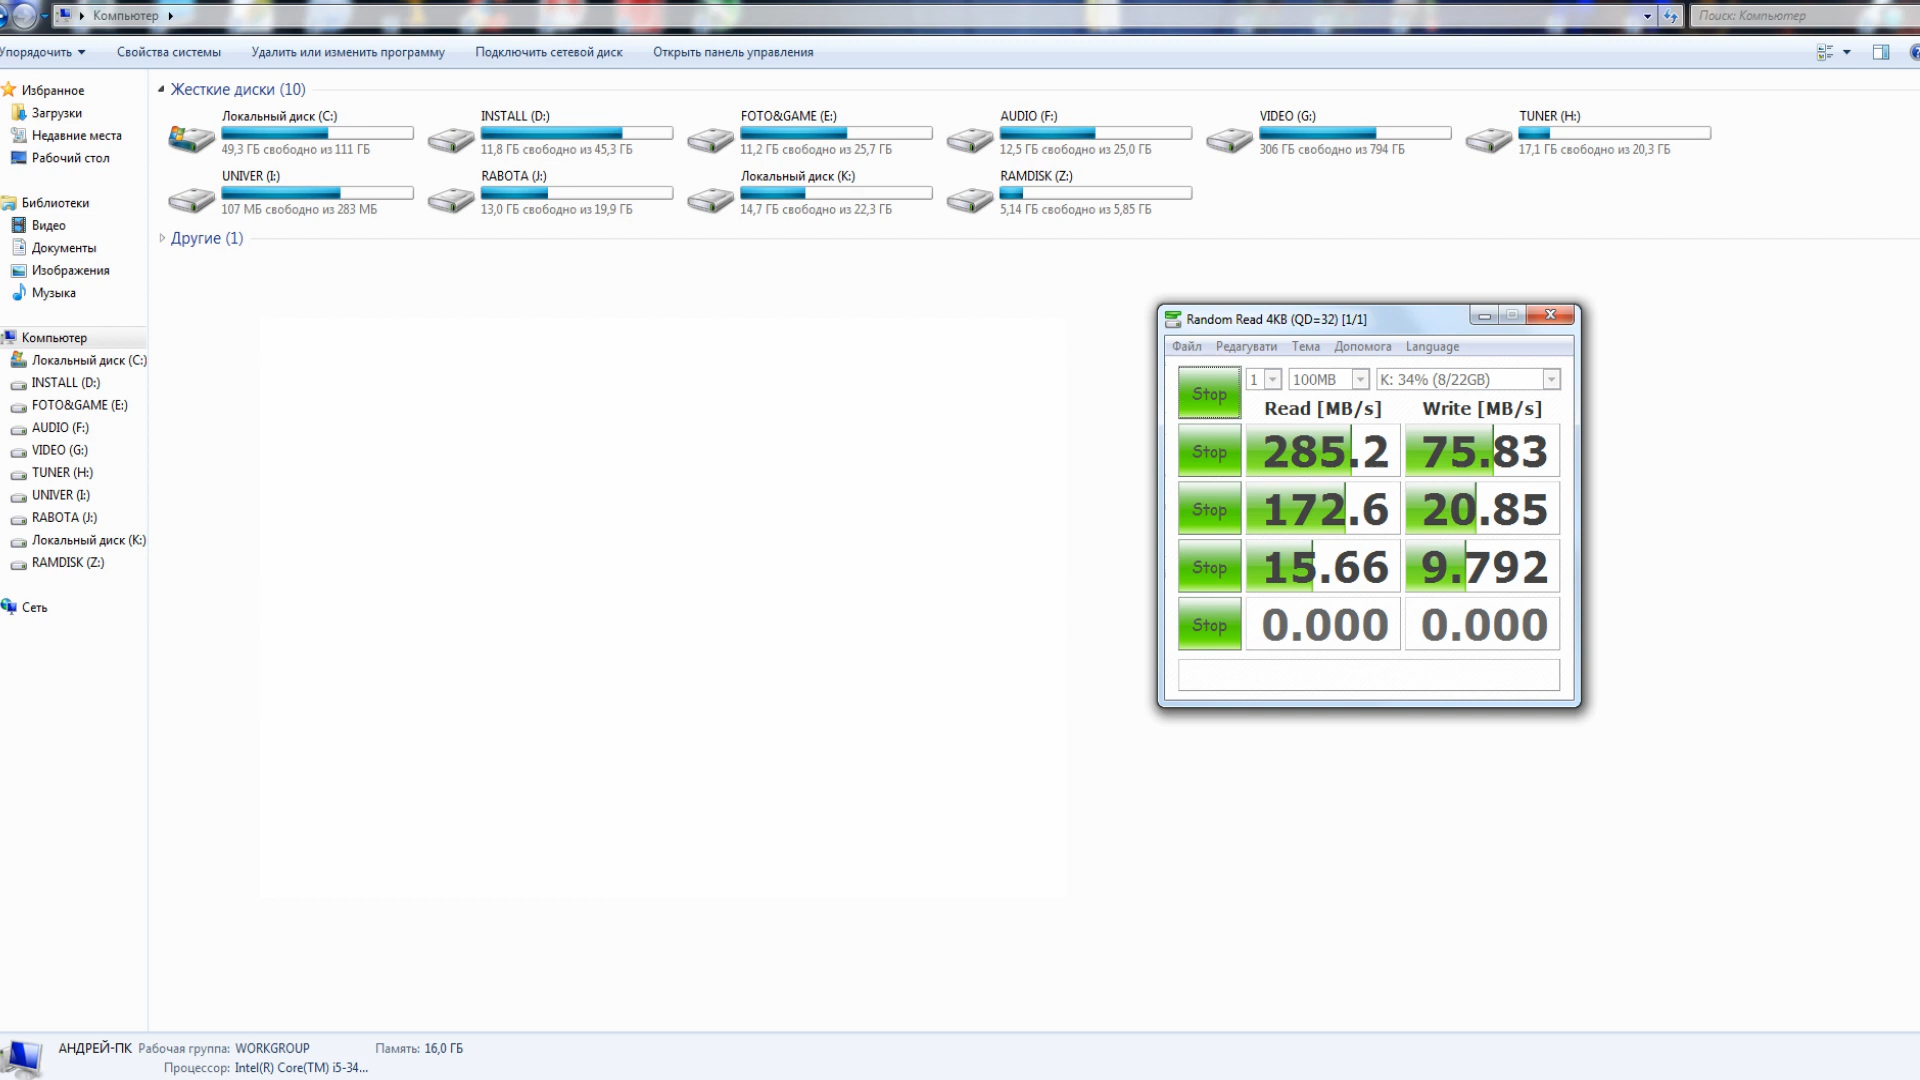 Компьютер
Поиск: Компьютер
Упорядочить
Свойства системы
Удалить или изменить программу
Подключить сетевой диск
Открыть панель управления
Избранное
Загрузки
Недавние места
Рабочий стол
Библиотеки
Видео
Документы
Изображения
Музыка
Компьютер
Локальный диск (C:)
INSTALL (D:)
FOTO&GAME (E:)
AUDIO (F:)
VIDEO (G:)
TUNER (H:)
UNIVER (I:)
RABOTA (J:)
Локальный диск (K:)
RAMDISK (Z:)
Сеть
Жесткие диски (10)
Локальный диск (C:)
49,3 ГБ свободно из 111 ГБ
INSTALL (D:)
11,8 ГБ свободно из 45,3 ГБ
FOTO&GAME (E:)
11,2 ГБ свободно из 25,7 ГБ
AUDIO (F:)
12,5 ГБ свободно из 25,0 ГБ
VIDEO (G:)
306 ГБ свободно из 794 ГБ
TUNER (H:)
17,1 ГБ свободно из 20,3 ГБ
UNIVER (I:)
107 МБ свободно из 283 МБ
RABOTA (J:)
13,0 ГБ свободно из 19,9 ГБ
Локальный диск (K:)
14,7 ГБ свободно из 22,3 ГБ
RAMDISK (Z:)
5,14 ГБ свободно из 5,85 ГБ
Другие (1)
Random Read 4KB (QD=32) [1/1]
Файл Редагувати Тема Допомога Language
Stop 1 100MB K: 34% (8/22GB)
Read [MB/s] Write [MB/s]
Stop 285.2 75.83
Stop 172.6 20.85
Stop 15.66 9.792
Stop 0.000 0.000
АНДРЕЙ-ПК Рабочая группа: WORKGROUP Память: 16,0 ГБ
Процессор: Intel(R) Core(TM) i5-34...